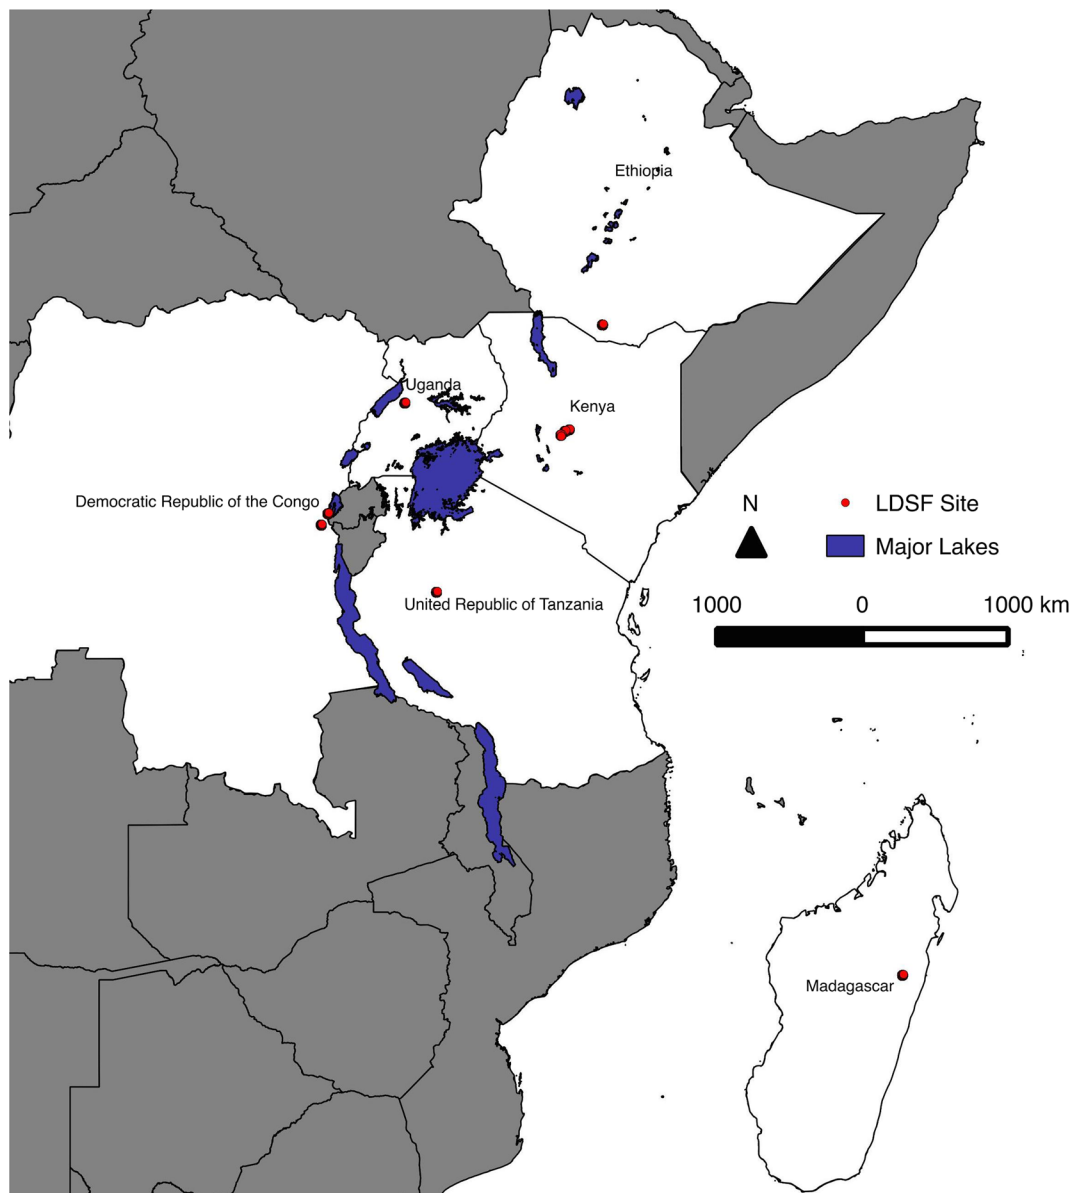 Ethiopia
Uganda
Kenya
Democratic Republic of the Congo
N
LDSF Site
Major Lakes
United Republic of Tanzania
1000 0 1000 km
Madagascar